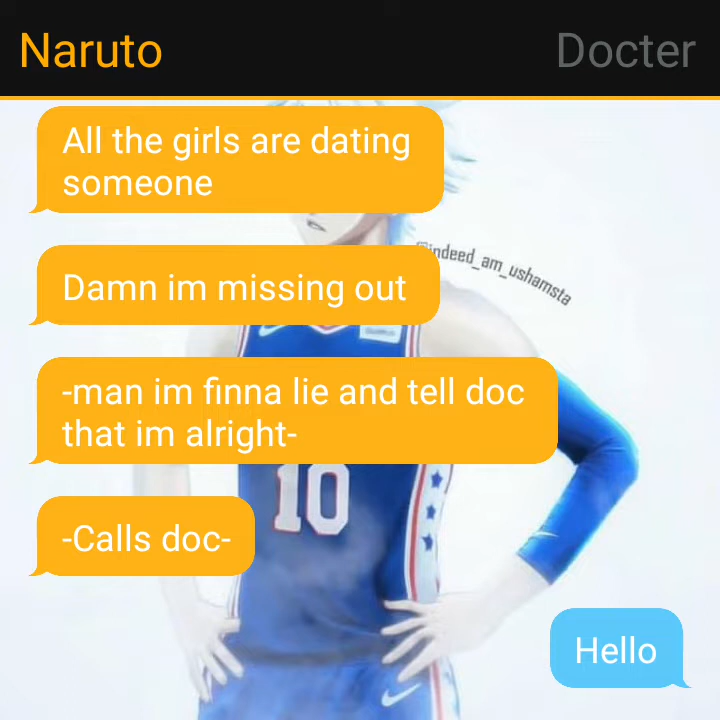 Naruto
Docter
All the girls are dating
someone
@indeed_am_ushamsta
Damn im missing out
-man im finna lie and tell doc
that im alright-
10
-Calls doc-
Hello